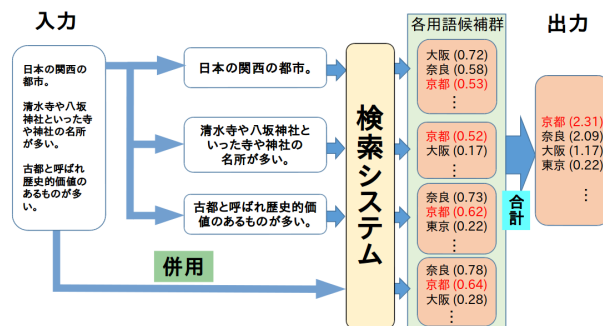 入力
各用語候補群
出力
日本の関西の
都市。
清水寺や八坂
神社といった寺
や神社の名所
が多い。
古都と呼ばれ
歴史的価値の
あるものが多
い。
日本の関西の都市。
清水寺や八坂神社と
いった寺や神社の
名所が多い。
古都と呼ばれ歴史的価
値のあるものが多い。
併用
検索システム
大阪 (0.72)
奈良 (0.58)
京都 (0.53)
⋮
京都 (0.52)
大阪 (0.17)
⋮
奈良 (0.73)
京都 (0.62)
東京 (0.22)
⋮
奈良 (0.78)
京都 (0.64)
大阪 (0.28)
⋮
合計
京都 (2.31)
奈良 (2.09)
大阪 (1.17)
東京 (0.22)
⋮